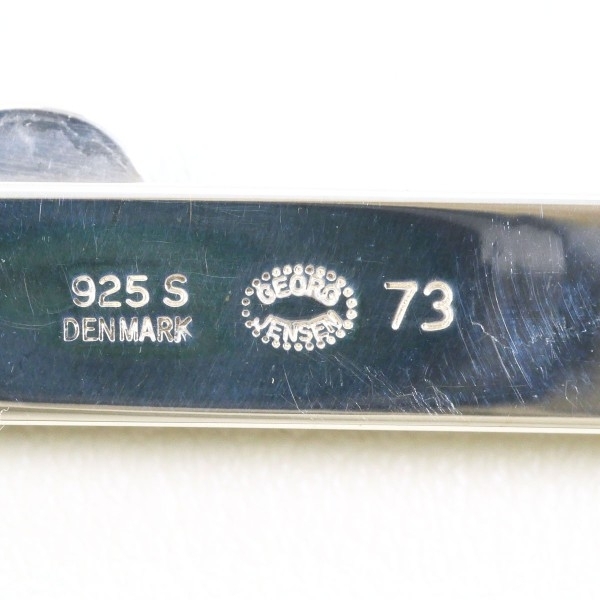 925 S
DENMARK
GEORG
JENSEN
73